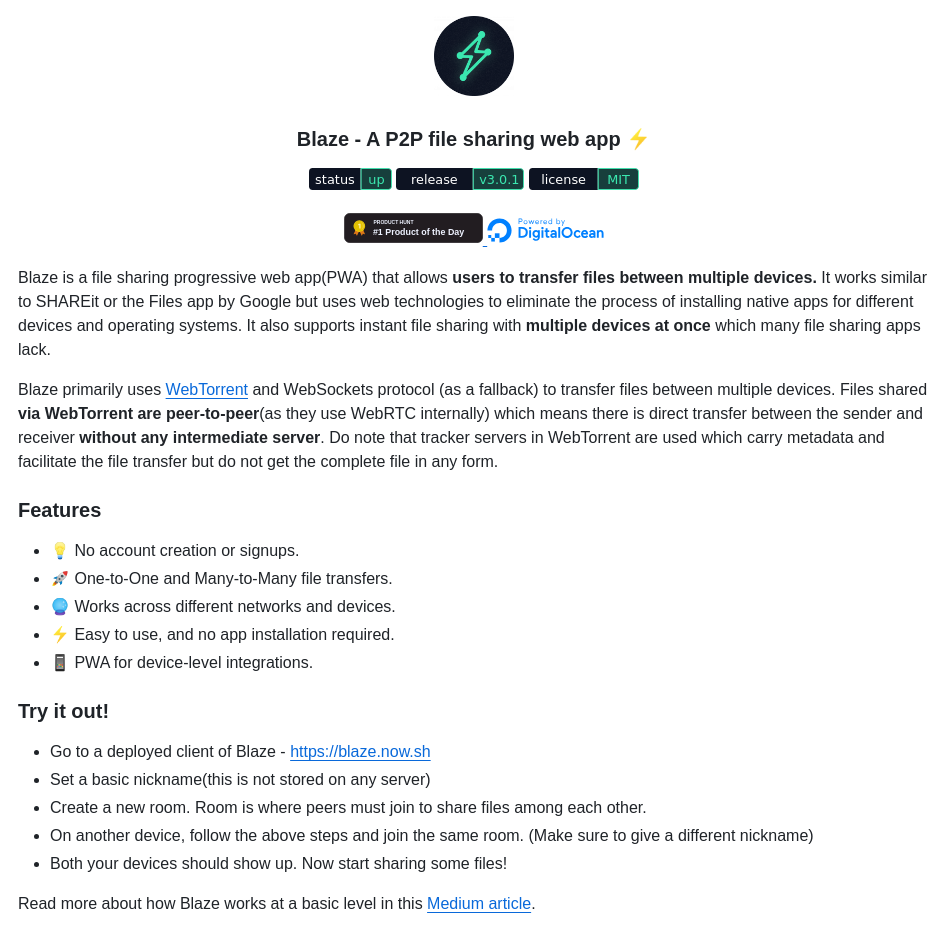 Blaze - A P2P file sharing web app ⚡
status up release v3.0.1 license MIT
PRODUCT HUNT
#1 Product of the Day
Powered by
DigitalOcean
Blaze is a file sharing progressive web app(PWA) that allows users to transfer files between multiple devices. It works similar
to SHAREit or the Files app by Google but uses web technologies to eliminate the process of installing native apps for different
devices and operating systems. It also supports instant file sharing with multiple devices at once which many file sharing apps
lack.
Blaze primarily uses WebTorrent and WebSockets protocol (as a fallback) to transfer files between multiple devices. Files shared
via WebTorrent are peer-to-peer(as they use WebRTC internally) which means there is direct transfer between the sender and
receiver without any intermediate server. Do note that tracker servers in WebTorrent are used which carry metadata and
facilitate the file transfer but do not get the complete file in any form.
Features
• 💡 No account creation or signups.
• 🚀 One-to-One and Many-to-Many file transfers.
• 🔮 Works across different networks and devices.
• ⚡ Easy to use, and no app installation required.
• 📱 PWA for device-level integrations.
Try it out!
• Go to a deployed client of Blaze - https://blaze.now.sh
• Set a basic nickname(this is not stored on any server)
• Create a new room. Room is where peers must join to share files among each other.
• On another device, follow the above steps and join the same room. (Make sure to give a different nickname)
• Both your devices should show up. Now start sharing some files!
Read more about how Blaze works at a basic level in this Medium article.